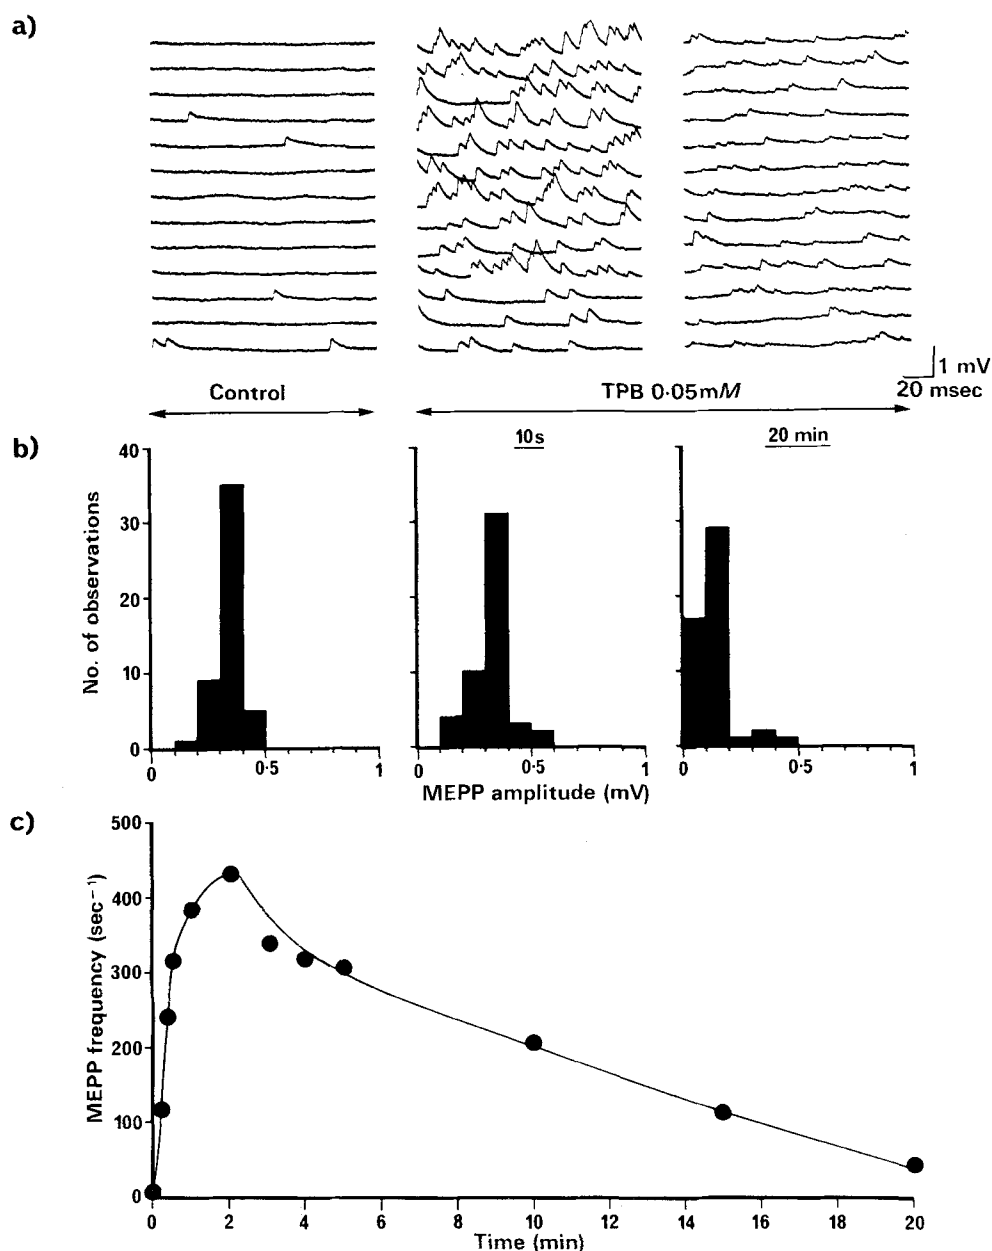 a)
1 mV
20 msec
Control
TPB 0·05mM
b)
10s
20 min
No. of observations
40
30
20
10
0
0
0·5
1
0
0·5
1
0
0·5
1
MEPP amplitude (mV)
c)
MEPP frequency (sec⁻¹)
500
400
300
200
100
0
0
2
4
6
8
10
12
14
16
18
20
Time (min)